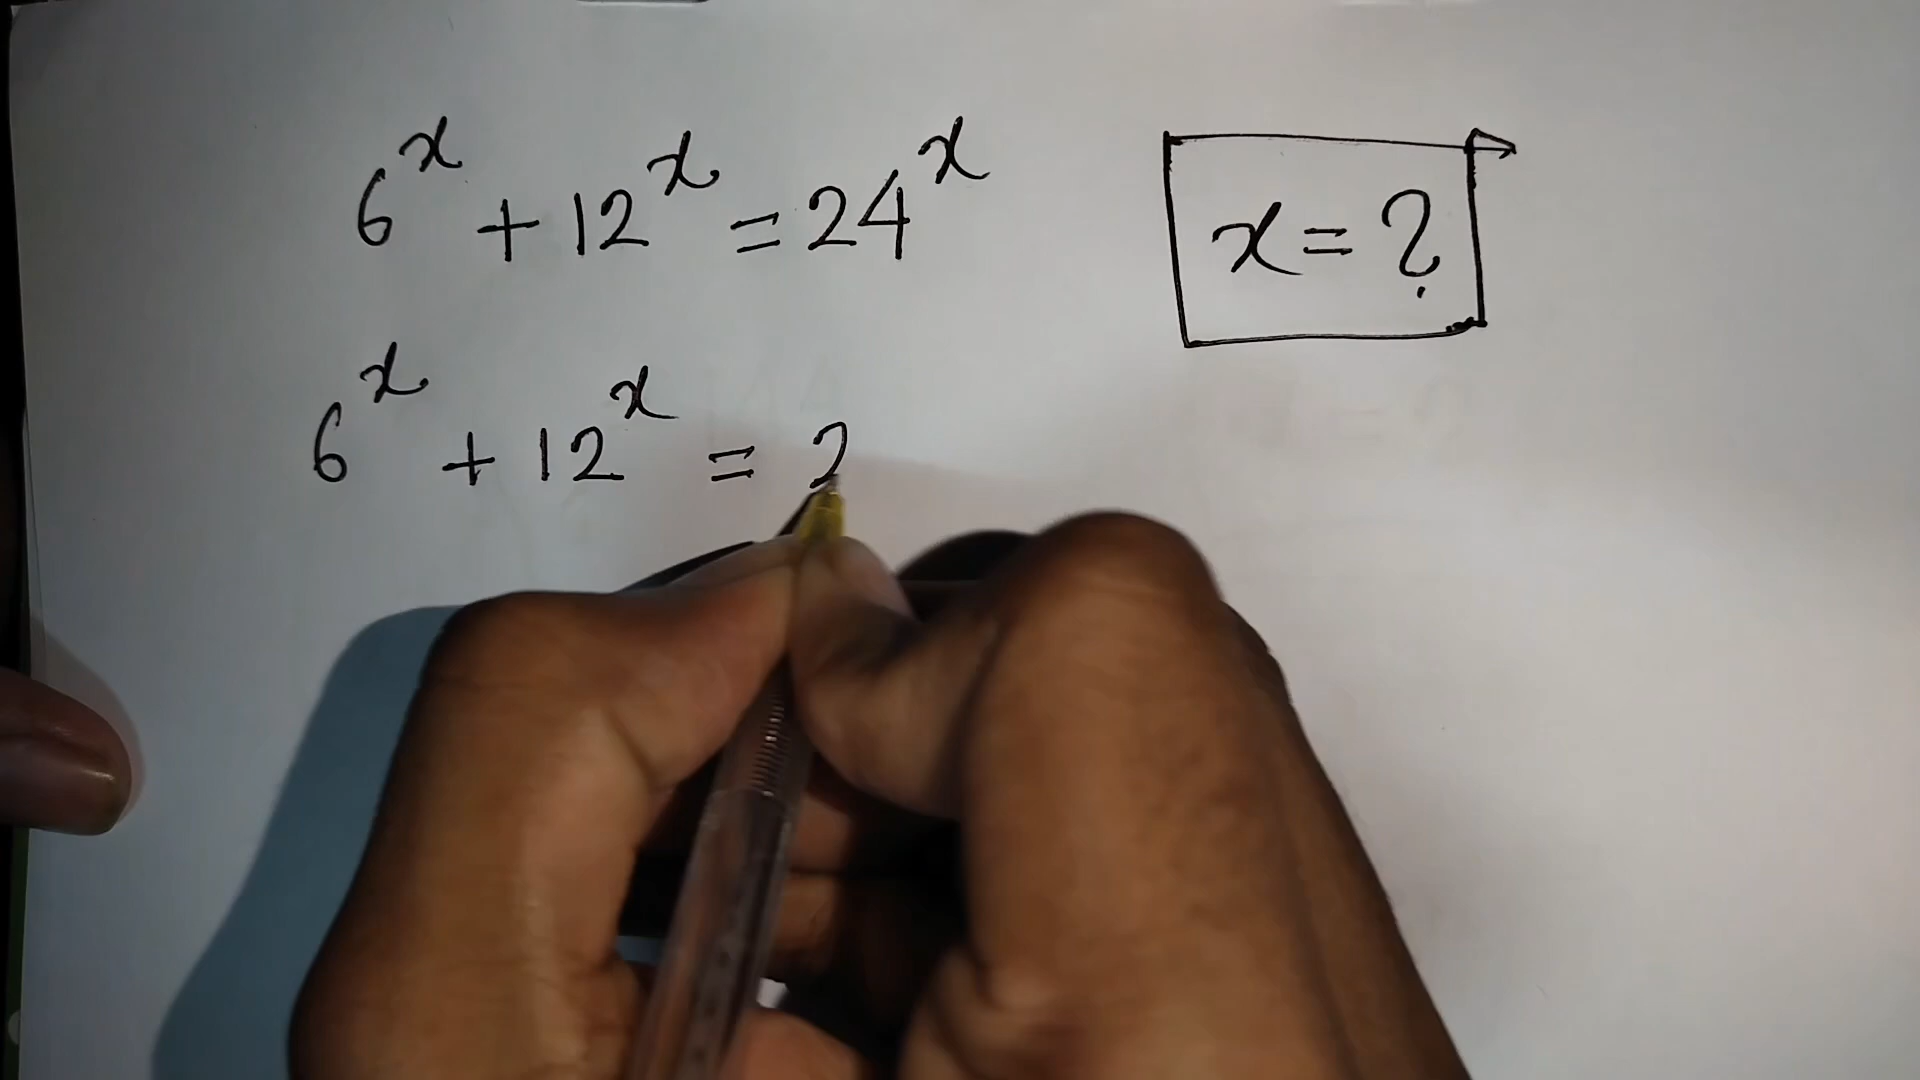 6^x + 12^x = 24^x
x = ?
6^x + 12^x = 2